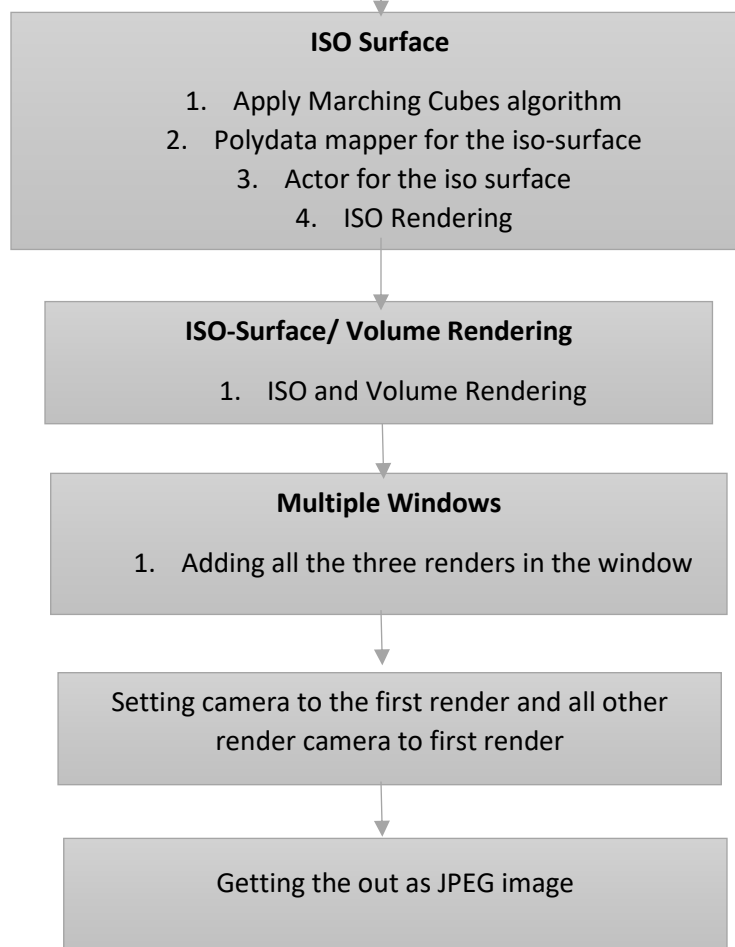 ISO Surface
1. Apply Marching Cubes algorithm
2. Polydata mapper for the iso-surface
3. Actor for the iso surface
4. ISO Rendering
ISO-Surface/ Volume Rendering
1. ISO and Volume Rendering
Multiple Windows
1. Adding all the three renders in the window
Setting camera to the first render and all other
render camera to first render
Getting the out as JPEG image